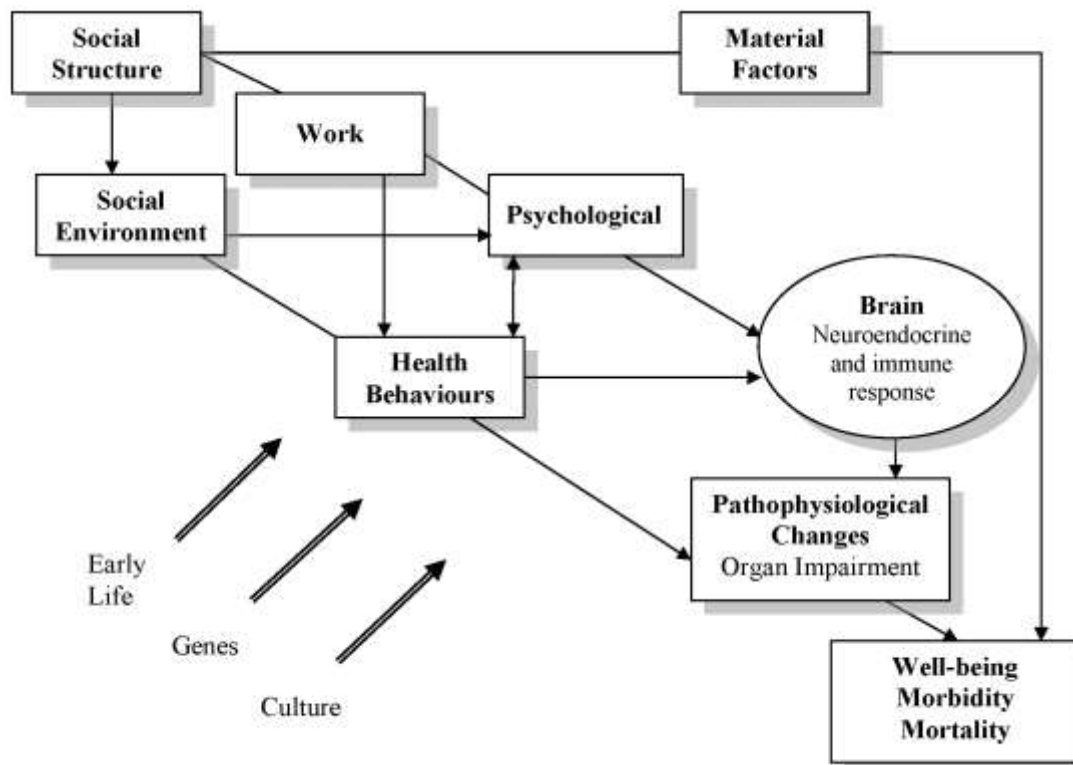 Social
Structure
Material
Factors
Work
Social
Environment
Psychological
Brain
Neuroendocrine
and immune
response
Health
Behaviours
Pathophysiological
Changes
Organ Impairment
Early
Life
Genes
Culture
Well-being
Morbidity
Mortality